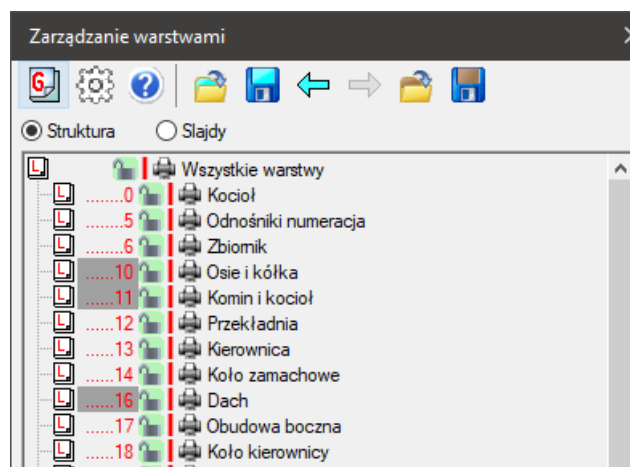 Zarządzanie warstwami
G
Struktura Slajdy
Wszystkie warstwy
........0 Kocioł
........5 Odnośniki numeracja
........6 Zbiornik
......10 Osie i kółka
......11 Komin i kocioł
......12 Przekładnia
......13 Kierownica
......14 Koło zamachowe
......16 Dach
......17 Obudowa boczna
......18 Koło kierownicy